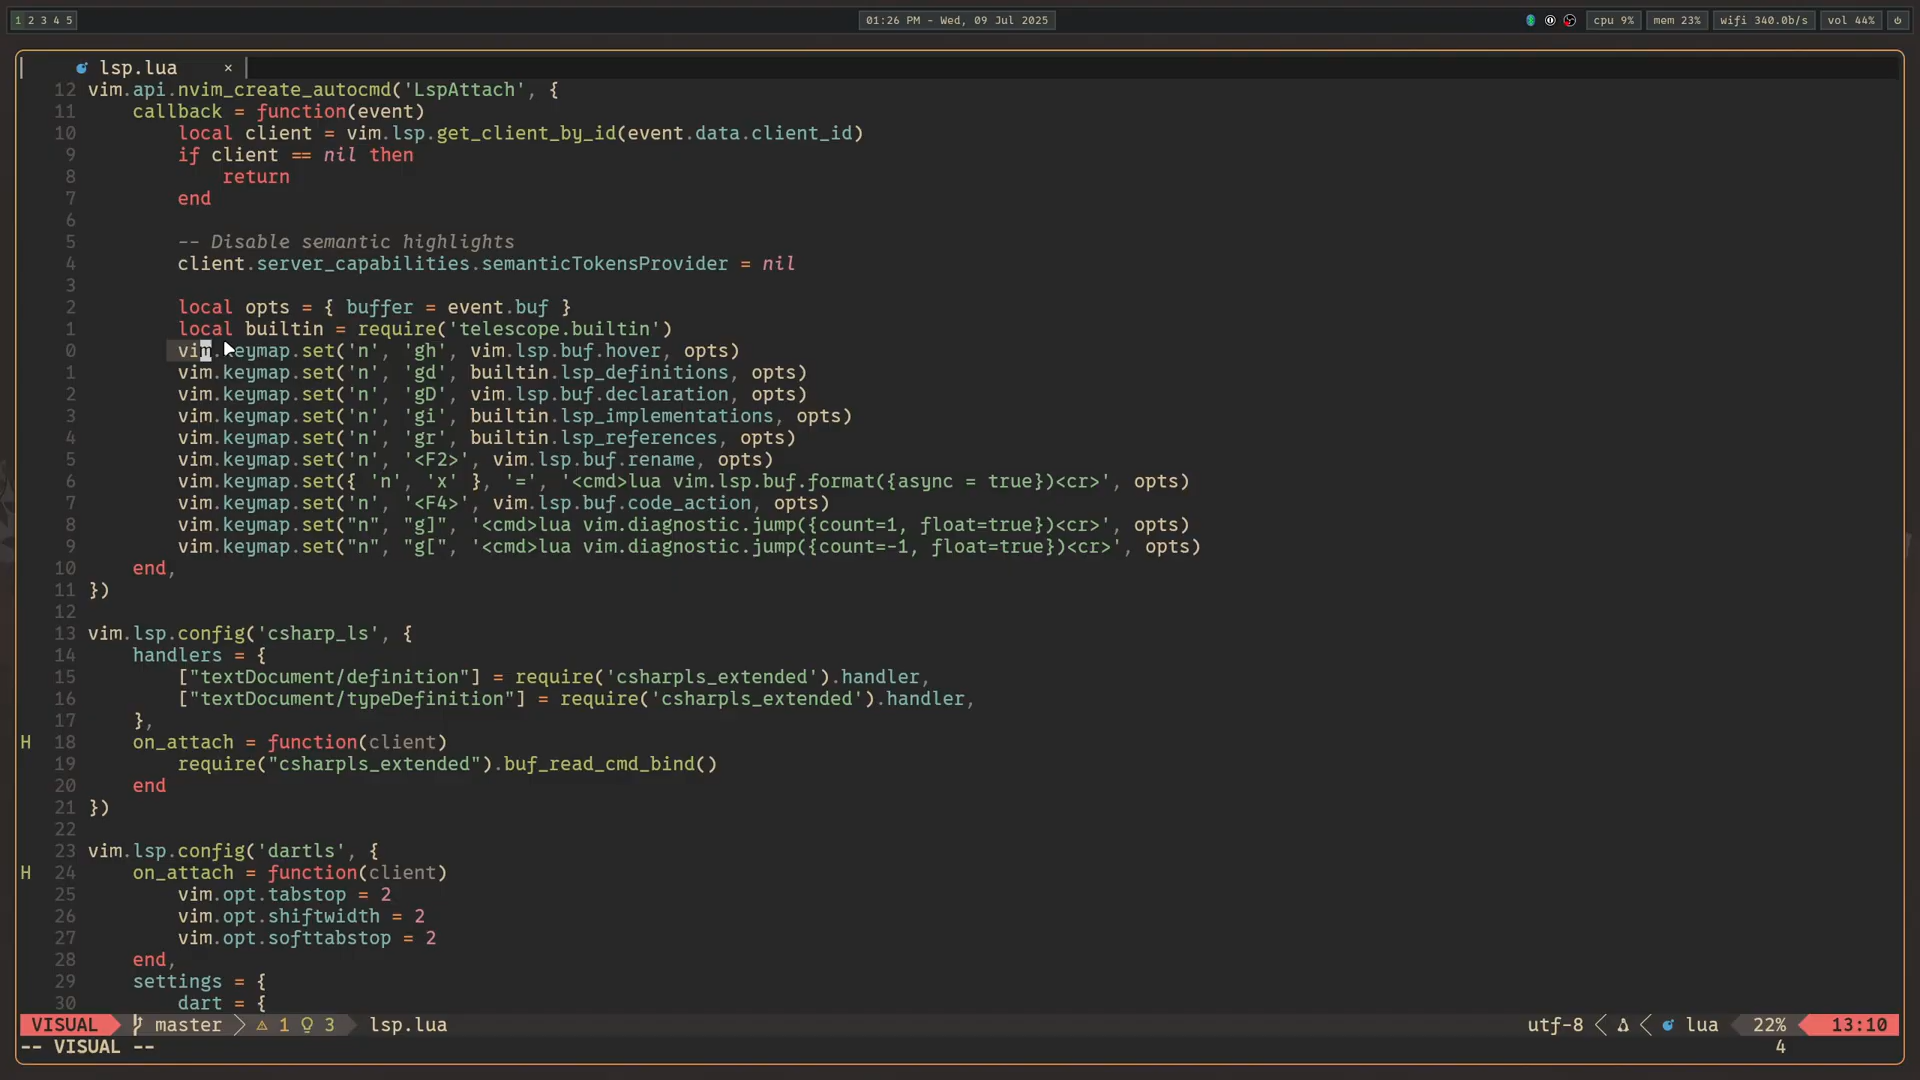 1 2 3 4 5
01:26 PM - Wed, 09 Jul 2025
cpu 9% mem 23% wifi 340.0b/s vol 44%
lsp.lua ×
12 vim.api.nvim_create_autocmd('LspAttach', {
11     callback = function(event)
10         local client = vim.lsp.get_client_by_id(event.data.client_id)
9         if client == nil then
8             return
7         end
6
5         -- Disable semantic highlights
4         client.server_capabilities.semanticTokensProvider = nil
3
2         local opts = { buffer = event.buf }
1         local builtin = require('telescope.builtin')
0         vim.keymap.set('n', 'gh', vim.lsp.buf.hover, opts)
1         vim.keymap.set('n', 'gd', builtin.lsp_definitions, opts)
2         vim.keymap.set('n', 'gD', vim.lsp.buf.declaration, opts)
3         vim.keymap.set('n', 'gi', builtin.lsp_implementations, opts)
4         vim.keymap.set('n', 'gr', builtin.lsp_references, opts)
5         vim.keymap.set('n', '<F2>', vim.lsp.buf.rename, opts)
6         vim.keymap.set({ 'n', 'x' }, '=', '<cmd>lua vim.lsp.buf.format({async = true})<cr>', opts)
7         vim.keymap.set('n', '<F4>', vim.lsp.buf.code_action, opts)
8         vim.keymap.set("n", "g]", '<cmd>lua vim.diagnostic.jump({count=1, float=true})<cr>', opts)
9         vim.keymap.set("n", "g[", '<cmd>lua vim.diagnostic.jump({count=-1, float=true})<cr>', opts)
10     end,
11 })
12
13 vim.lsp.config('csharp_ls', {
14     handlers = {
15         ["textDocument/definition"] = require('csharpls_extended').handler,
16         ["textDocument/typeDefinition"] = require('csharpls_extended').handler,
17     },
H 18     on_attach = function(client)
19         require("csharpls_extended").buf_read_cmd_bind()
20     end
21 })
22
23 vim.lsp.config('dartls', {
H 24     on_attach = function(client)
25         vim.opt.tabstop = 2
26         vim.opt.shiftwidth = 2
27         vim.opt.softtabstop = 2
28     end,
29     settings = {
30         dart = {
VISUAL master 1 3 lsp.lua utf-8 lua 22% 13:10
-- VISUAL -- 4